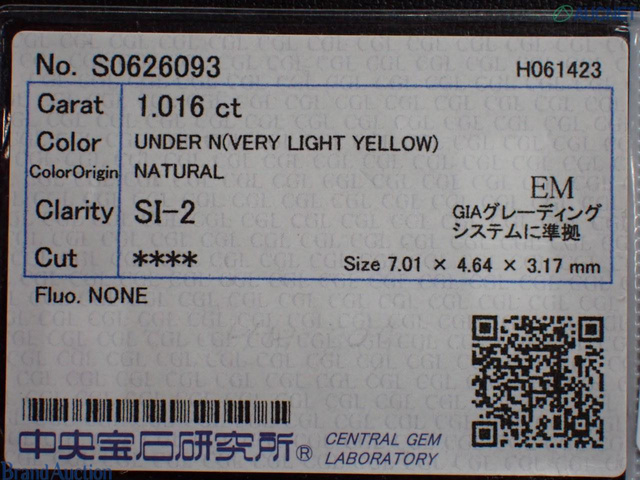 No. S0626093
H061423
Carat 1.016 ct
Color UNDER N(VERY LIGHT YELLOW)
ColorOrigin NATURAL
EM
Clarity SI-2
GIAグレーディング
システムに準拠
Cut ****
Size 7.01 × 4.64 × 3.17 mm
Fluo. NONE
中央宝石研究所®
CENTRAL GEM
LABORATORY
Brand Auction